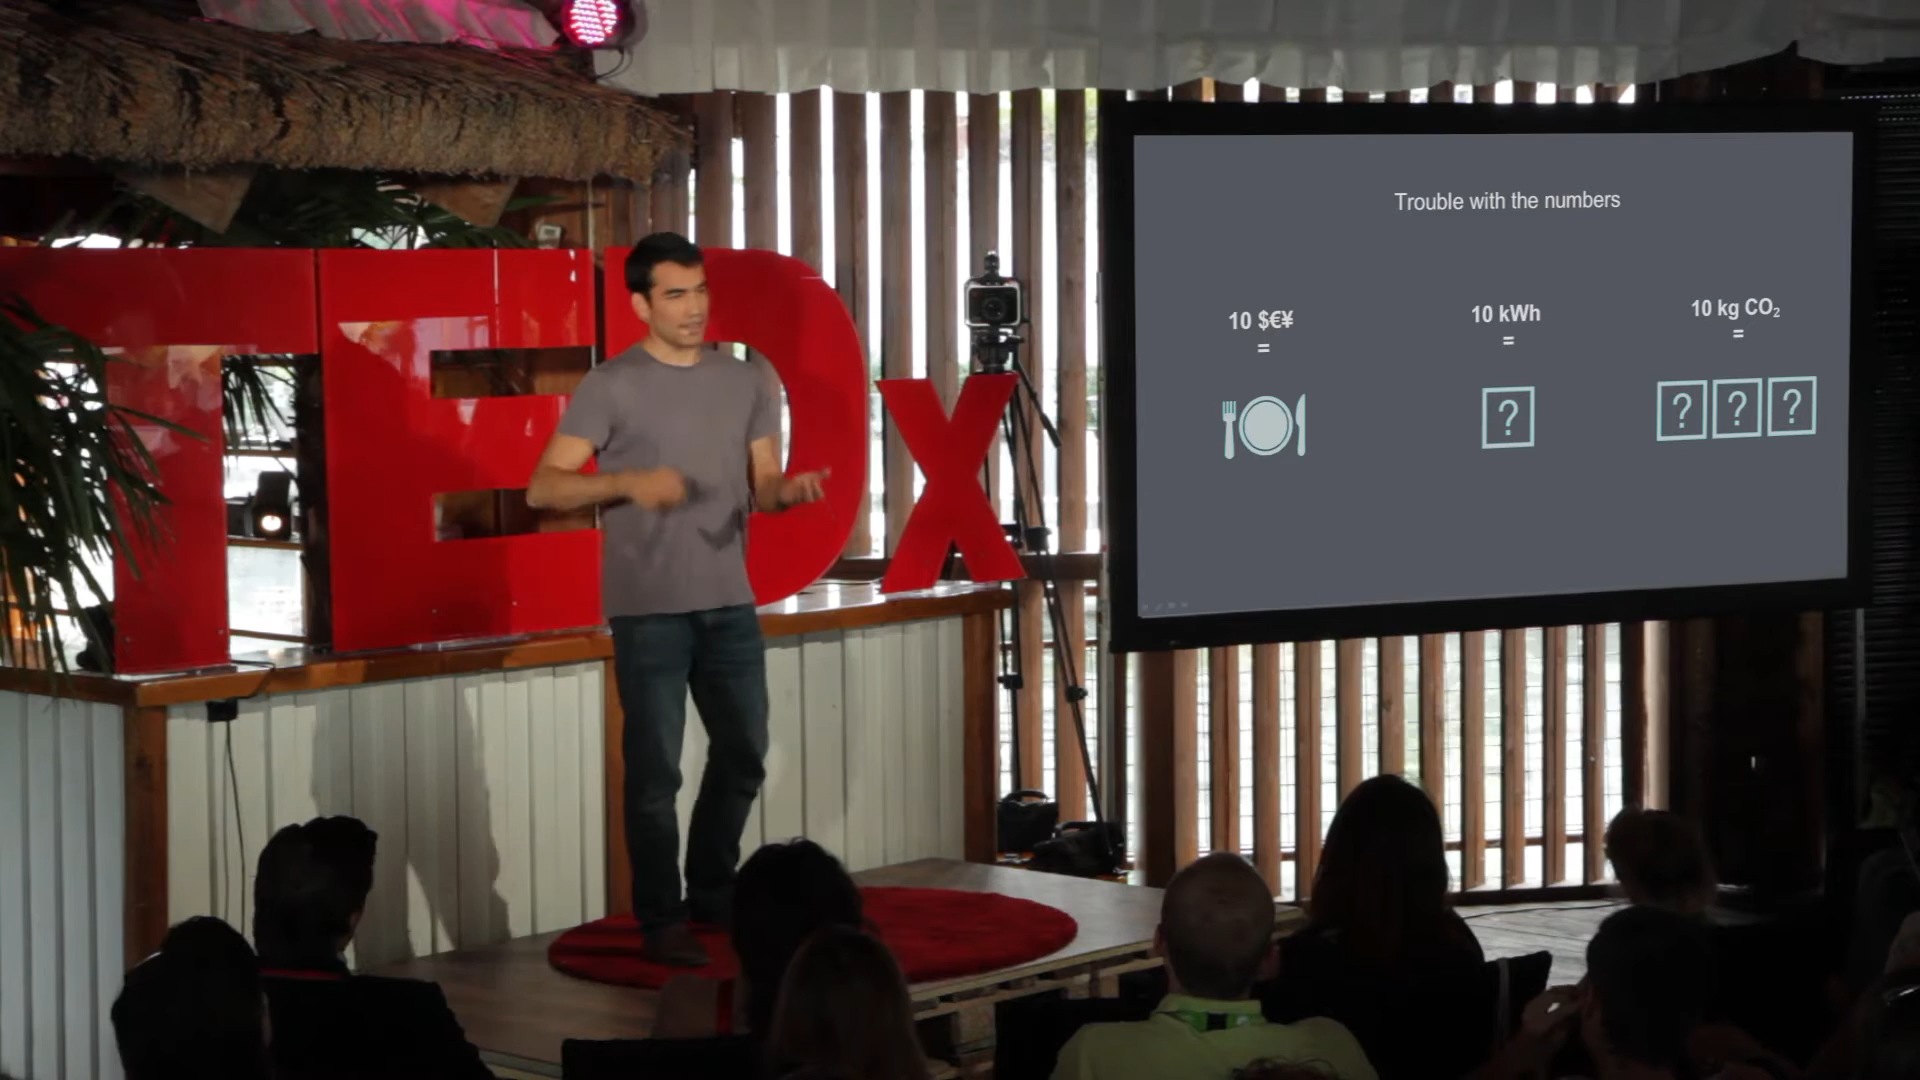 TEDx
Trouble with the numbers
10 $€¥
=
10 kWh
=
?
10 kg CO₂
=
? ? ?